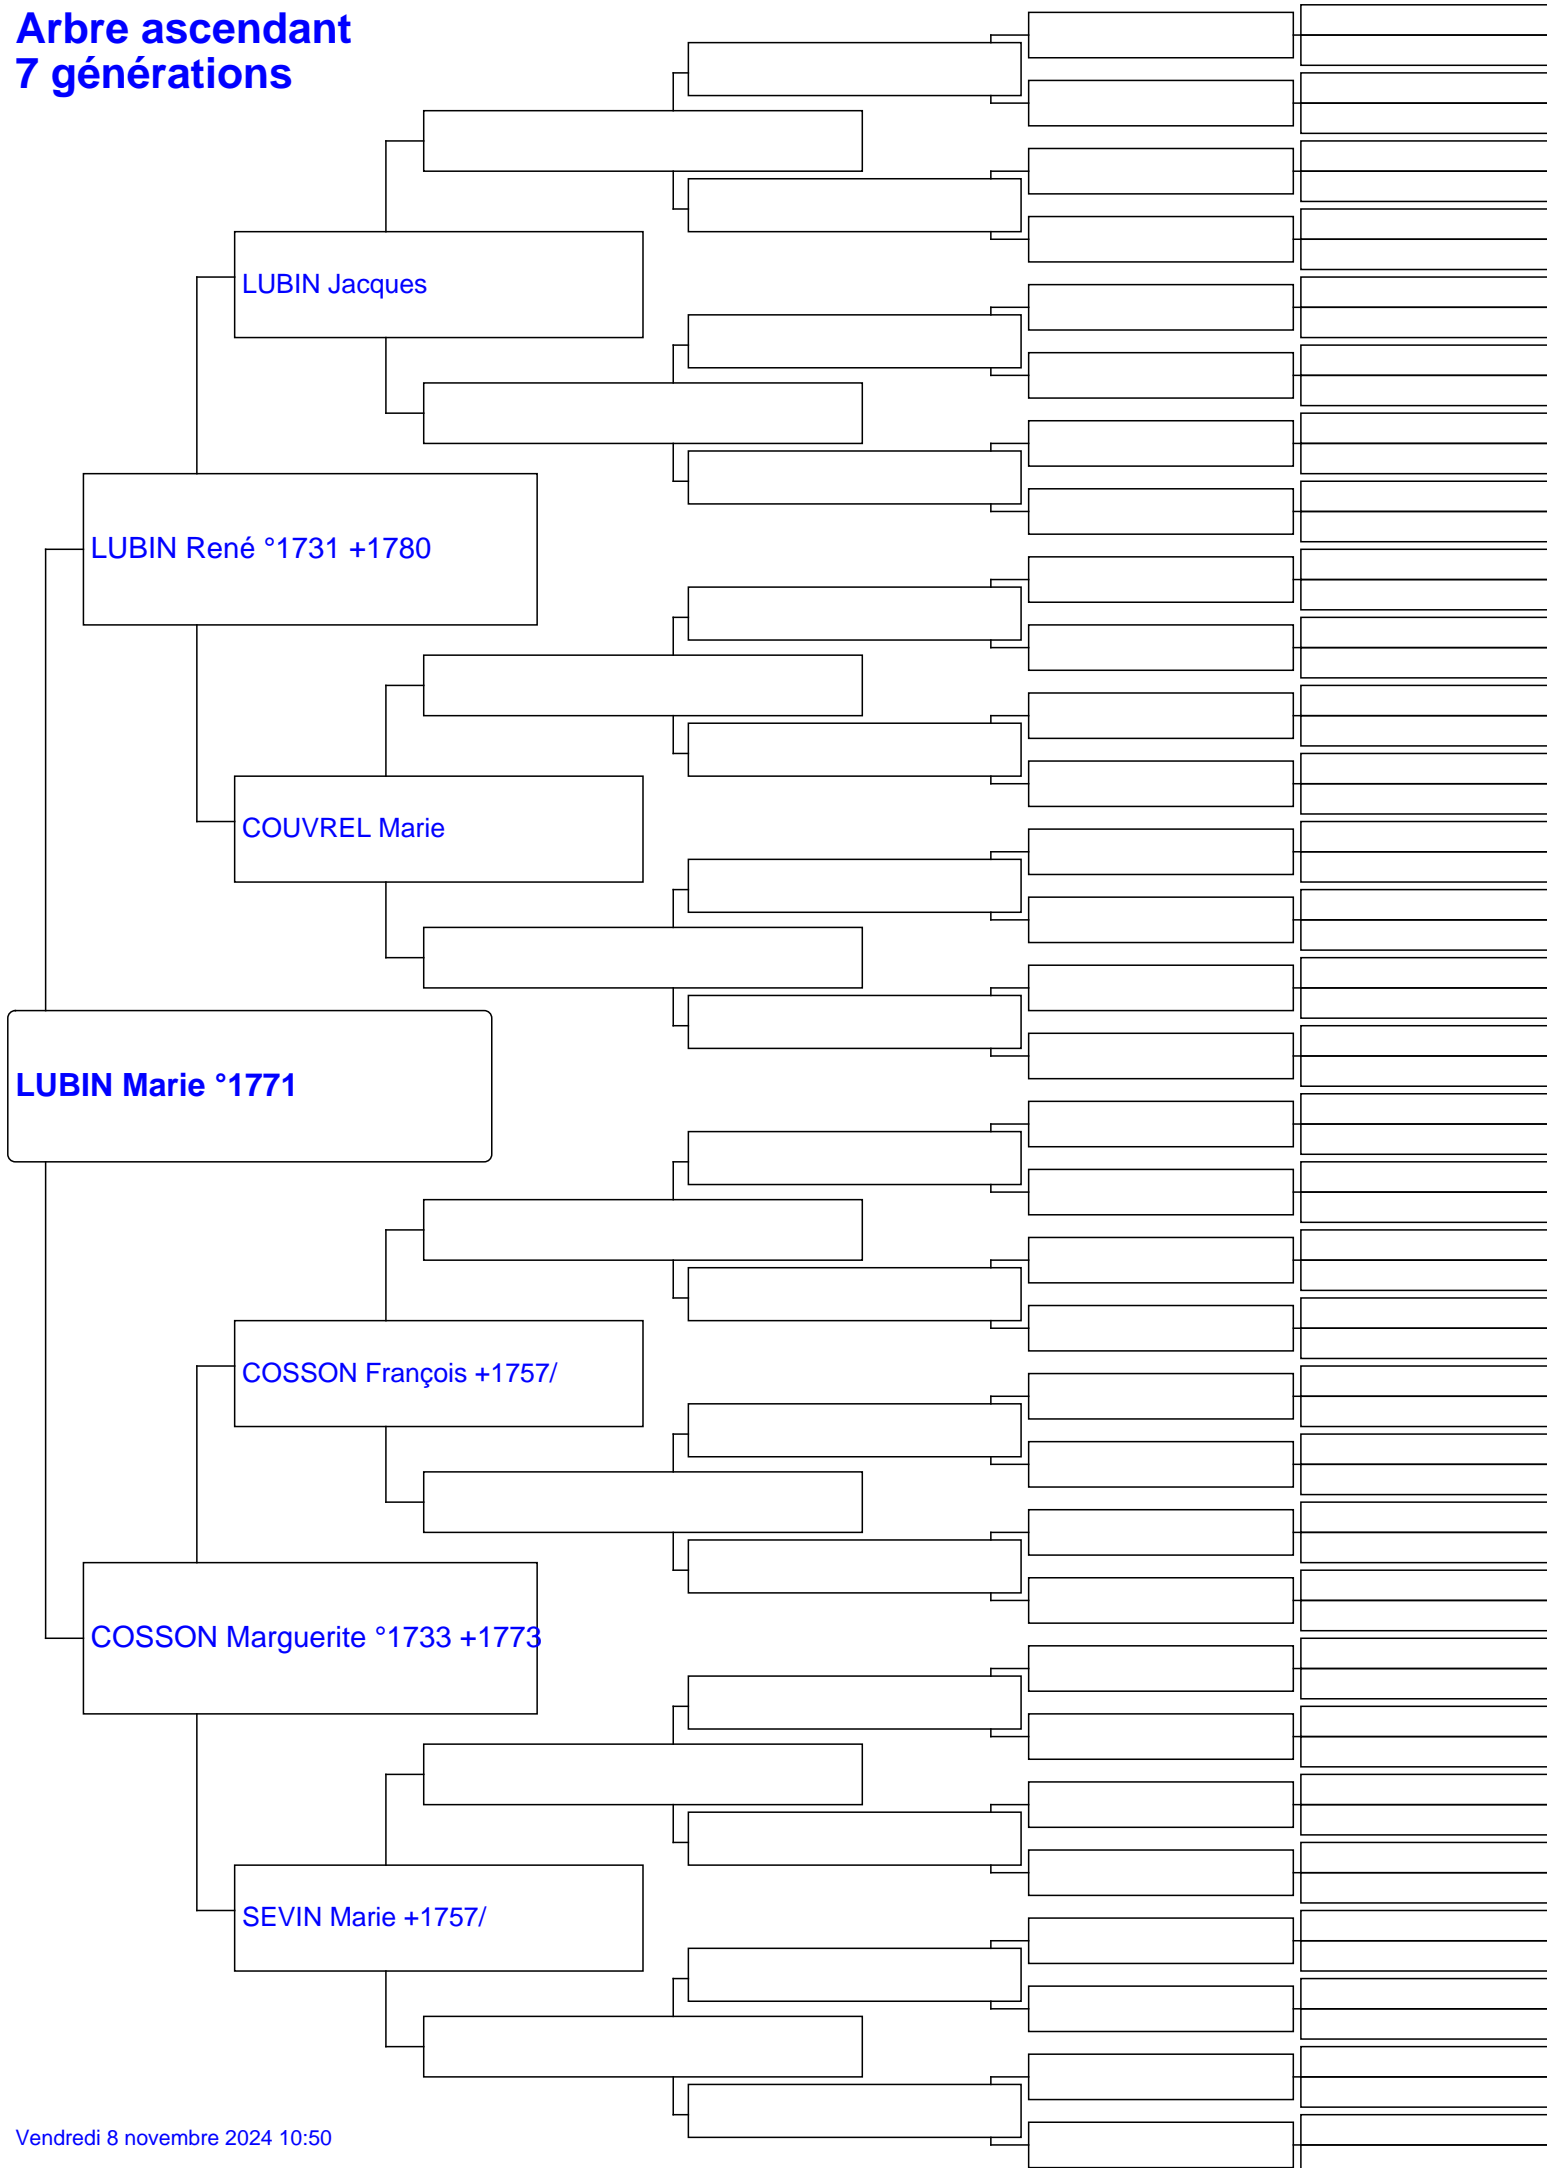 Arbre ascendant
7 générations
LUBIN Jacques
LUBIN René °1731 +1780
COUVREL Marie
LUBIN Marie °1771
COSSON François +1757/
COSSON Marguerite °1733 +1773
SEVIN Marie +1757/
Vendredi 8 novembre 2024 10:50